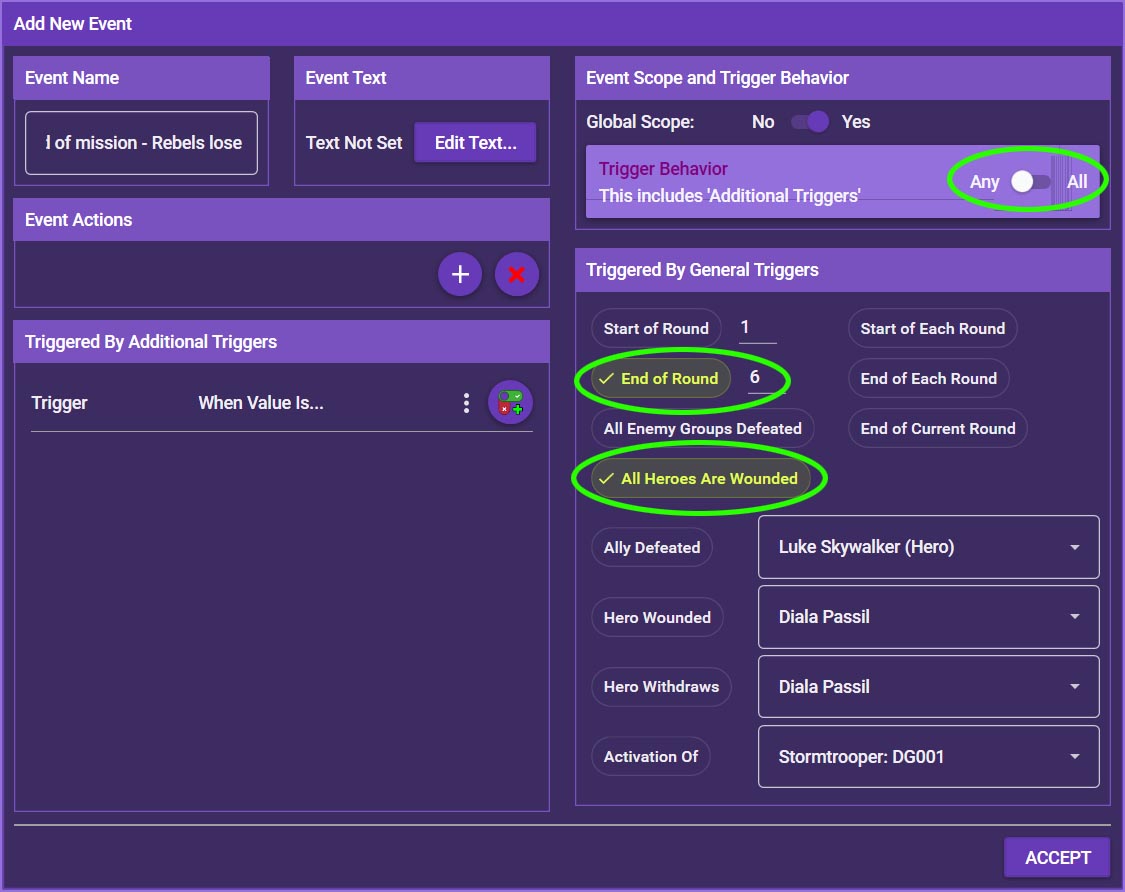 Add New Event
Event Name
of mission - Rebels lose
Event Text
Text Not Set
Edit Text...
Event Actions
Triggered By Additional Triggers
Trigger When Value Is...
Event Scope and Trigger Behavior
Global Scope: No Yes
Trigger Behavior
This includes 'Additional Triggers'
Any All
Triggered By General Triggers
Start of Round 1 Start of Each Round
End of Round 6 End of Each Round
All Enemy Groups Defeated End of Current Round
All Heroes Are Wounded
Ally Defeated Luke Skywalker (Hero)
Hero Wounded Diala Passil
Hero Withdraws Diala Passil
Activation Of Stormtrooper: DG001
ACCEPT